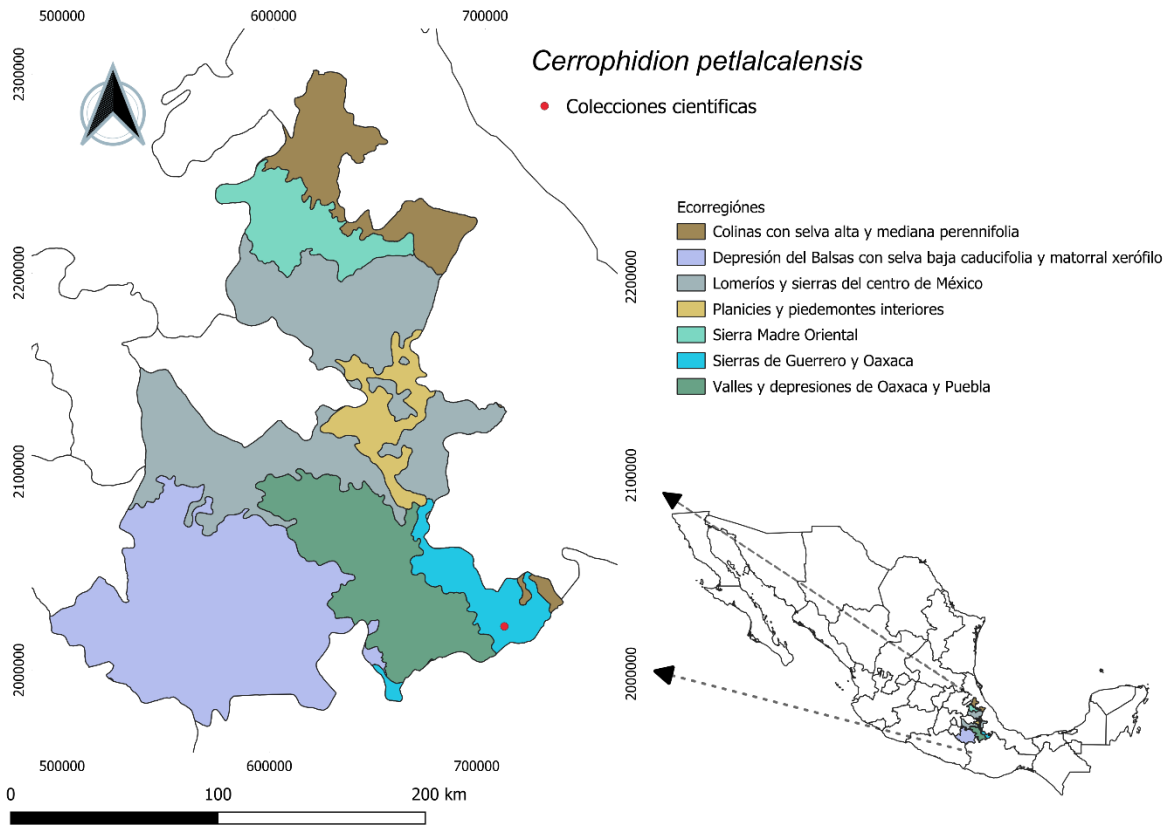 500000
600000
700000
2300000
Cerrophidion petlalcalensis
Colecciones científicas
Ecorregiónes
Colinas con selva alta y mediana perennifolia
Depresión del Balsas con selva baja caducifolia y matorral xerófilo
Lomeríos y sierras del centro de México
Planicies y piedemontes interiores
Sierra Madre Oriental
Sierras de Guerrero y Oaxaca
Valles y depresiones de Oaxaca y Puebla
2200000
2200000
2100000
2100000
2000000
2000000
500000
600000
700000
0
100
200 km